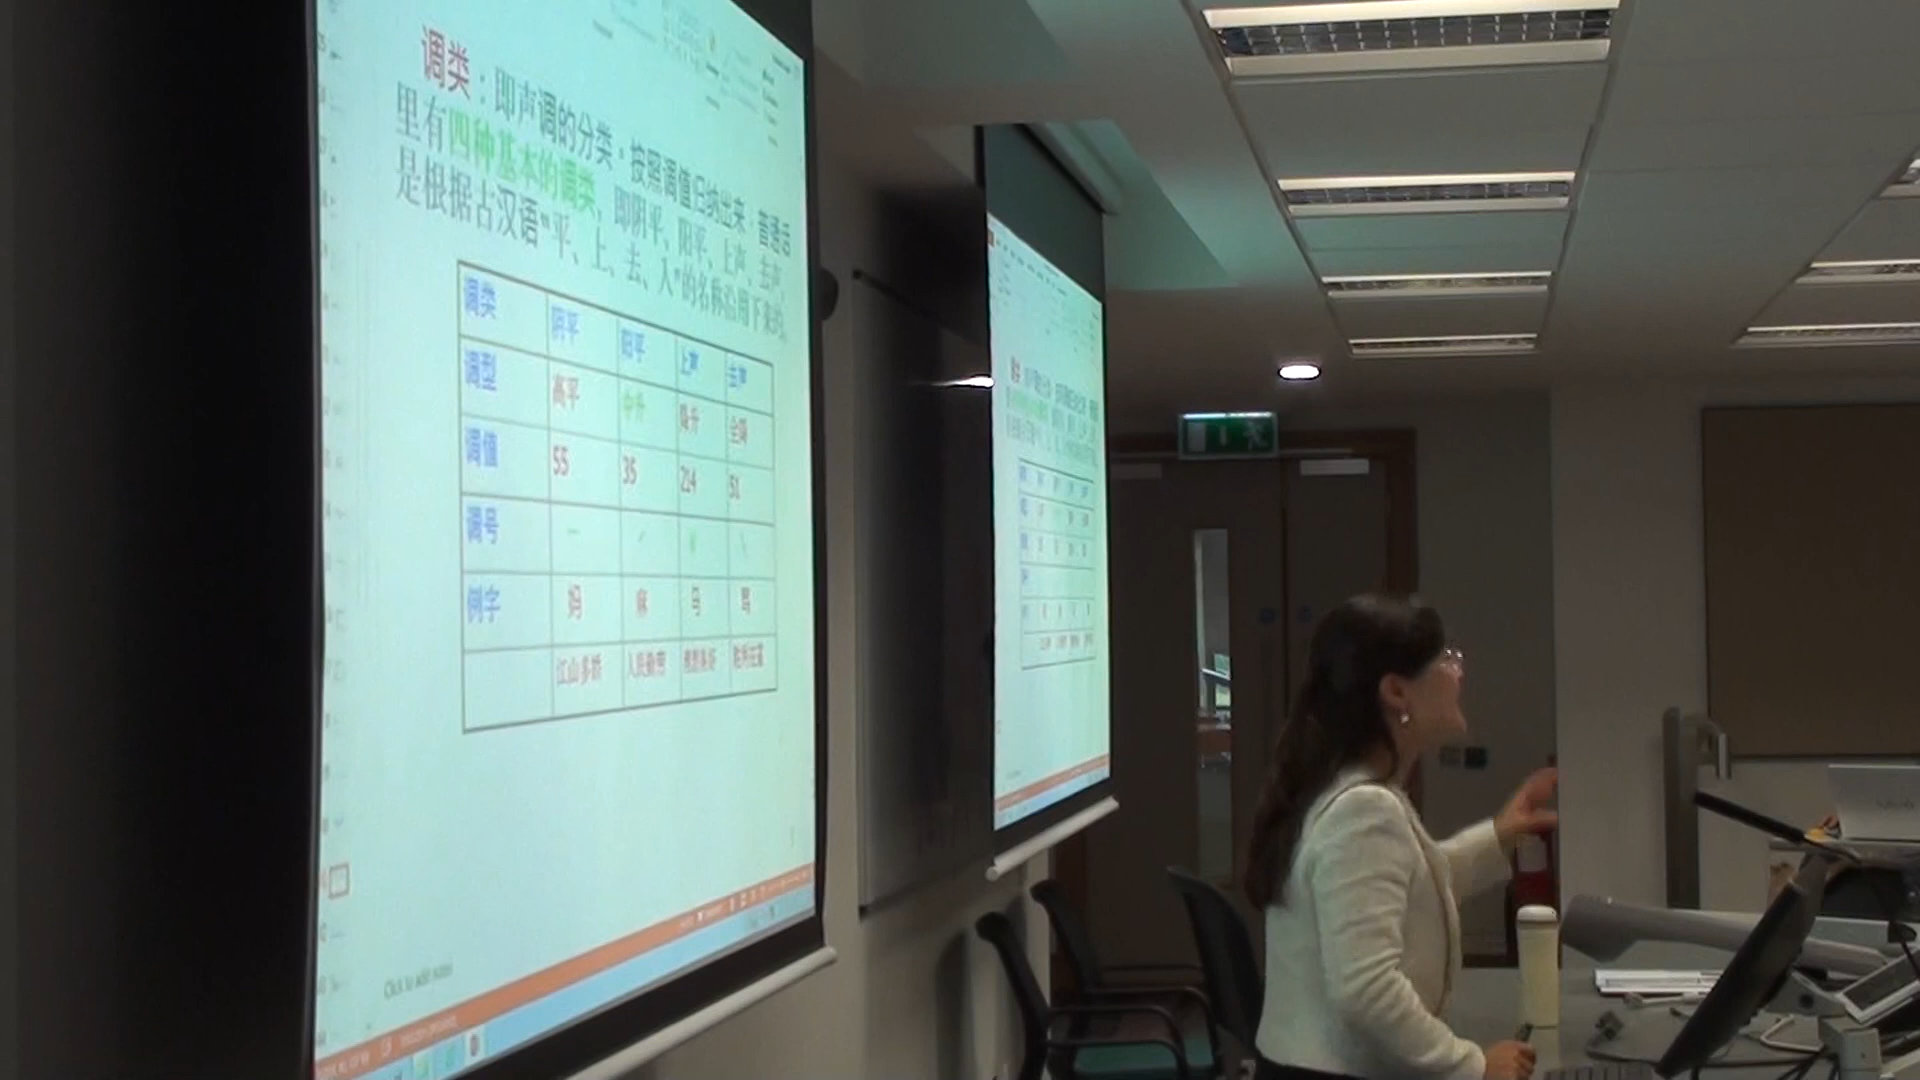 调类：即声调的分类。按照调值归纳出来，普通话
里有四种基本的调类，即阴平、阳平、上声、去声，
是根据古汉语"平、上、去、入"的名称沿用下来的。
调类 阴平 阳平 上声 去声
调型 高平 中升 降升 全降
调值 55 35 214 51
调号 ˉ ˊ ˇ ˋ
例字 妈 麻 马 骂
江山多娇 人民勤劳
Click to add notes